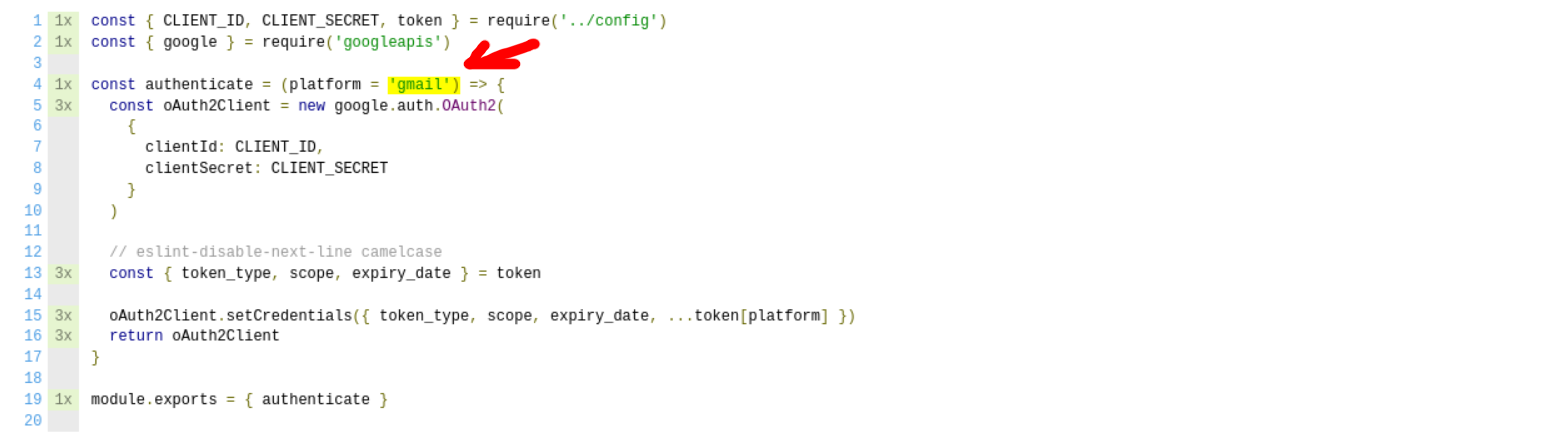 1 1x const { CLIENT_ID, CLIENT_SECRET, token } = require('../config')
2 1x const { google } = require('googleapis')
3
4 1x const authenticate = (platform = 'gmail') => {
5 3x   const oAuth2Client = new google.auth.OAuth2(
6     {
7       clientId: CLIENT_ID,
8       clientSecret: CLIENT_SECRET
9     }
10   )
11
12   // eslint-disable-next-line camelcase
13 3x   const { token_type, scope, expiry_date } = token
14
15 3x   oAuth2Client.setCredentials({ token_type, scope, expiry_date, ...token[platform] })
16 3x   return oAuth2Client
17 }
18
19 1x module.exports = { authenticate }
20